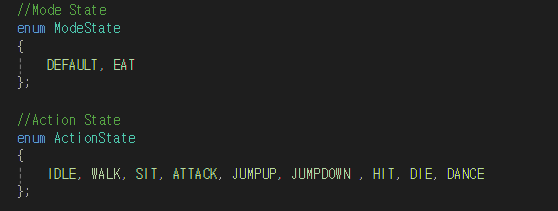 //Mode State
enum ModeState
{
DEFAULT, EAT
};
//Action State
enum ActionState
{
IDLE, WALK, SIT, ATTACK, JUMPUP, JUMPDOWN , HIT, DIE, DANCE
};